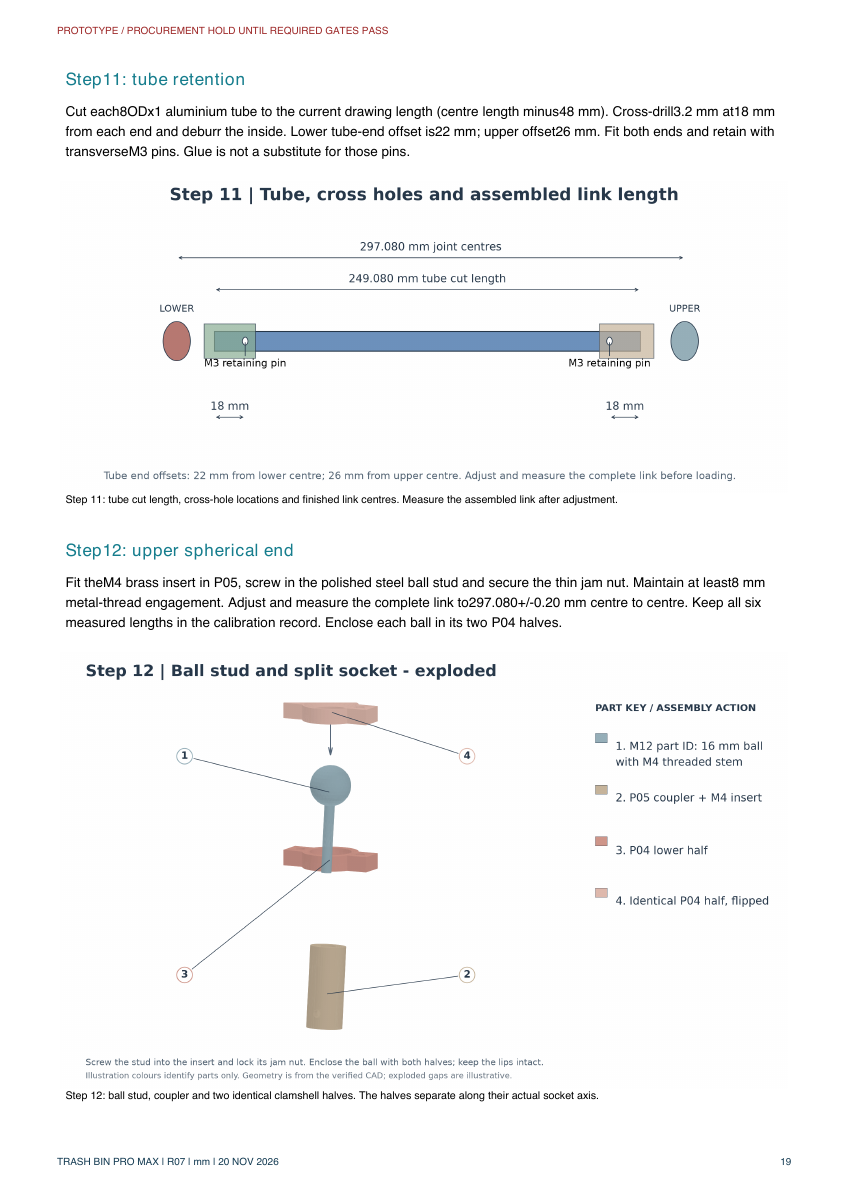 PROTOTYPE / PROCUREMENT HOLD UNTIL REQUIRED GATES PASS
Step11: tube retention
Cut each8ODx1 aluminium tube to the current drawing length (centre length minus48 mm). Cross-drill3.2 mm at18 mm
from each end and deburr the inside. Lower tube-end offset is22 mm; upper offset26 mm. Fit both ends and retain with
transverseM3 pins. Glue is not a substitute for those pins.
Step 11 | Tube, cross holes and assembled link length
297.080 mm joint centres
249.080 mm tube cut length
LOWER
UPPER
M3 retaining pin
M3 retaining pin
18 mm
18 mm
Tube end offsets: 22 mm from lower centre; 26 mm from upper centre. Adjust and measure the complete link before loading.
Step 11: tube cut length, cross-hole locations and finished link centres. Measure the assembled link after adjustment.
Step12: upper spherical end
Fit theM4 brass insert in P05, screw in the polished steel ball stud and secure the thin jam nut. Maintain at least8 mm
metal-thread engagement. Adjust and measure the complete link to297.080+/-0.20 mm centre to centre. Keep all six
measured lengths in the calibration record. Enclose each ball in its two P04 halves.
Step 12 | Ball stud and split socket - exploded
PART KEY / ASSEMBLY ACTION
1
4
1. M12 part ID: 16 mm ball
with M4 threaded stem
2. P05 coupler + M4 insert
3. P04 lower half
4. Identical P04 half, flipped
3
2
Screw the stud into the insert and lock its jam nut. Enclose the ball with both halves; keep the lips intact.
Illustration colours identify parts only. Geometry is from the verified CAD; exploded gaps are illustrative.
Step 12: ball stud, coupler and two identical clamshell halves. The halves separate along their actual socket axis.
TRASH BIN PRO MAX | R07 | mm | 20 NOV 2026
19